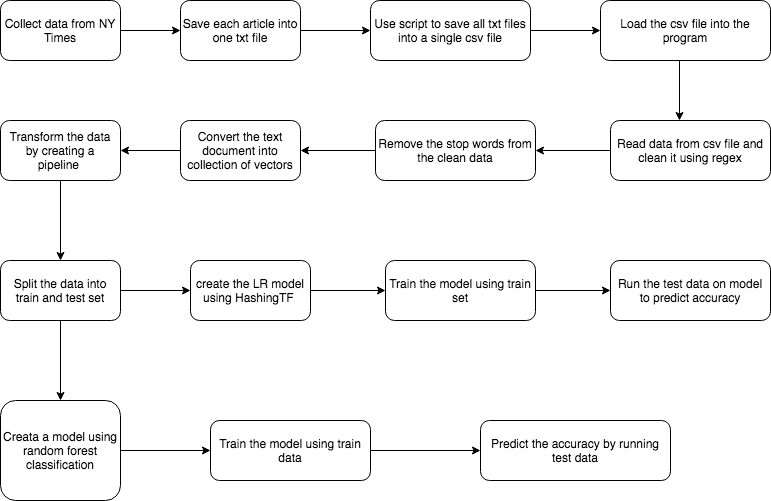 Collect data from NY
Times
Save each article into
one txt file
Use script to save all txt files
into a single csv file
Load the csv file into the
program
Transform the data
by creating a
pipeline
Convert the text
document into
collection of vectors
Remove the stop words from
the clean data
Read data from csv file and
clean it using regex
Split the data into
train and test set
create the LR model
using HashingTF
Train the model using train
set
Run the test data on model
to predict accuracy
Creata a model using
random forest
classification
Train the model using train
data
Predict the accuracy by running
test data